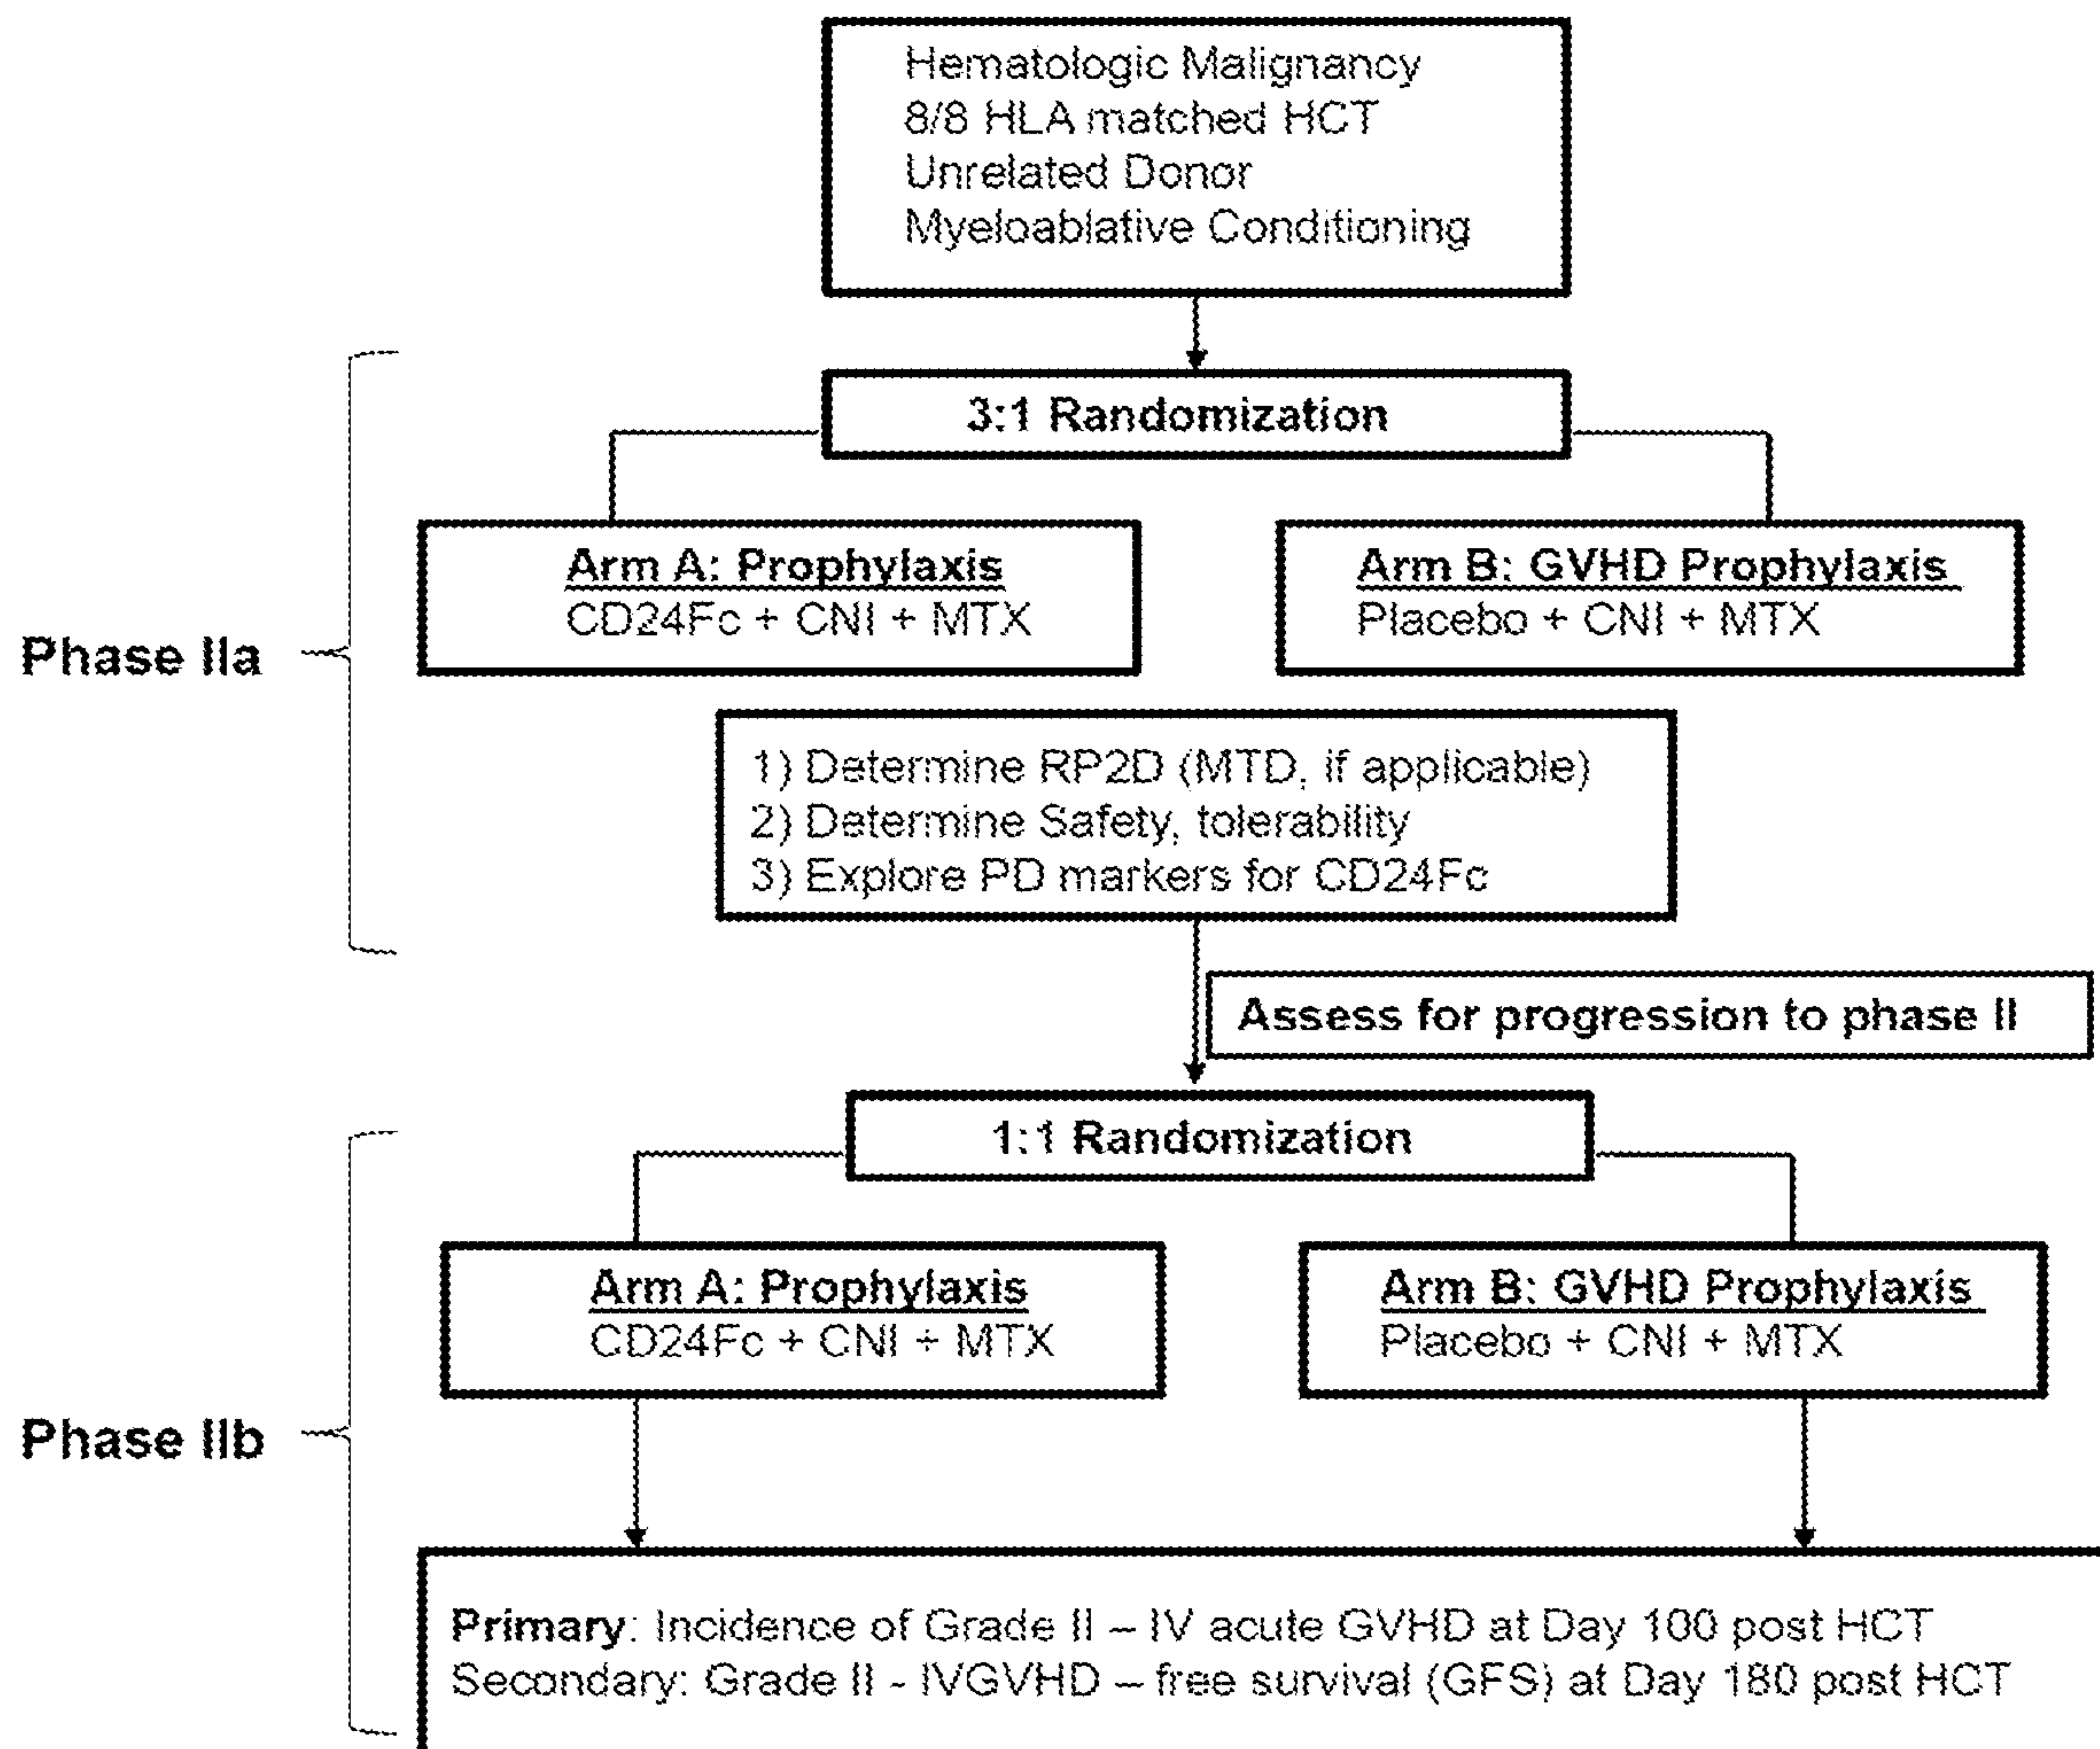 Hematologic Malignancy
8/8 HLA matched HCT
Unrelated Donor
Myeloablative Conditioning
3:1 Randomization
Arm A: Prophylaxis
CD24Fc + CNI + MTX
Arm B: GVHD Prophylaxis
Placebo + CNI + MTX
Phase IIa
1) Determine RP2D (MTD, if applicable)
2) Determine Safety, tolerability
3) Explore PD markers for CD24Fc
Assess for progression to phase II
1:1 Randomization
Arm A: Prophylaxis
CD24Fc + CNI + MTX
Arm B: GVHD Prophylaxis
Placebo + CNI + MTX
Phase IIb
Primary: Incidence of Grade II – IV acute GVHD at Day 100 post HCT
Secondary: Grade II - IVGVHD – free survival (GFS) at Day 180 post HCT